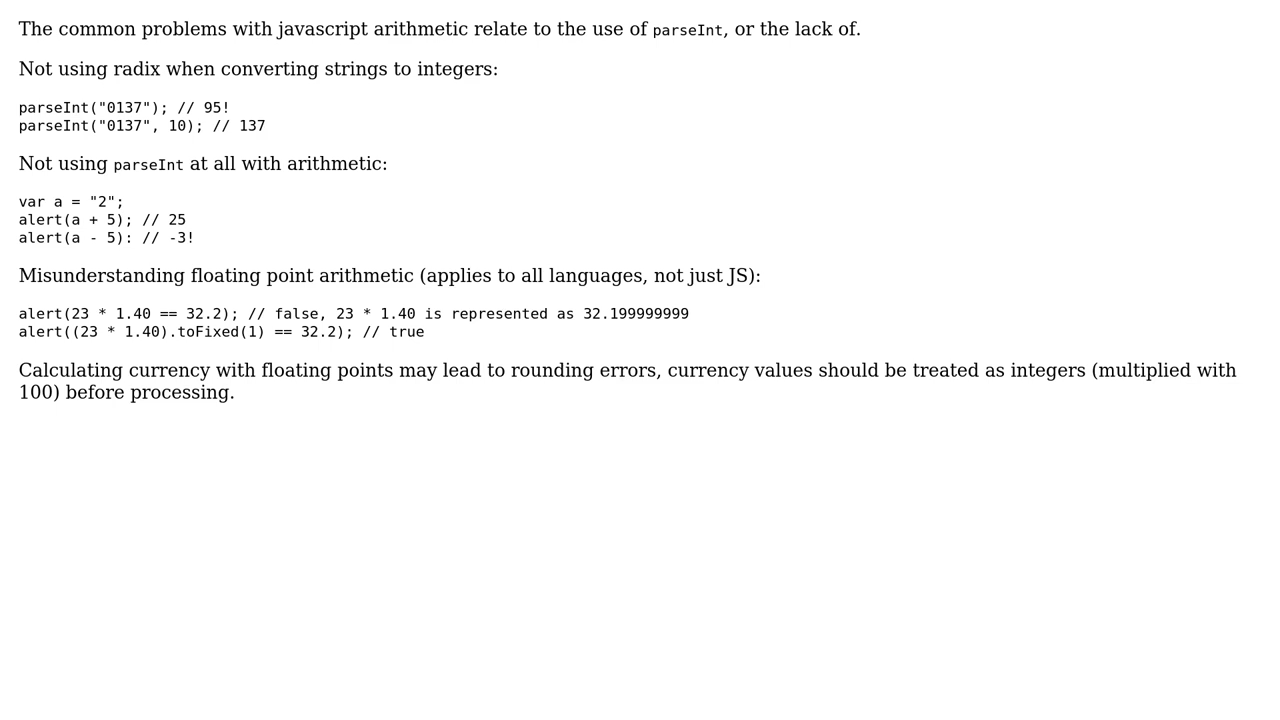 The common problems with javascript arithmetic relate to the use of parseInt, or the lack of.
Not using radix when converting strings to integers:
parseInt("0137"); // 95!
parseInt("0137", 10); // 137
Not using parseInt at all with arithmetic:
var a = "2";
alert(a + 5); // 25
alert(a - 5): // -3!
Misunderstanding floating point arithmetic (applies to all languages, not just JS):
alert(23 * 1.40 == 32.2); // false, 23 * 1.40 is represented as 32.199999999
alert((23 * 1.40).toFixed(1) == 32.2); // true
Calculating currency with floating points may lead to rounding errors, currency values should be treated as integers (multiplied with
100) before processing.